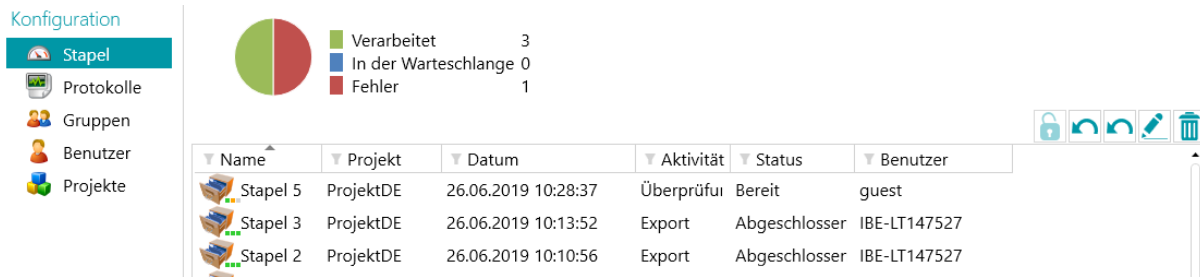 Konfiguration
Stapel
Protokolle
Gruppen
Benutzer
Projekte
Verarbeitet 3
In der Warteschlange 0
Fehler 1
Name Projekt Datum Aktivität Status Benutzer
Stapel 5 ProjektDE 26.06.2019 10:28:37 Überprüfu Bereit guest
Stapel 3 ProjektDE 26.06.2019 10:13:52 Export Abgeschlosser IBE-LT147527
Stapel 2 ProjektDE 26.06.2019 10:10:56 Export Abgeschlosser IBE-LT147527